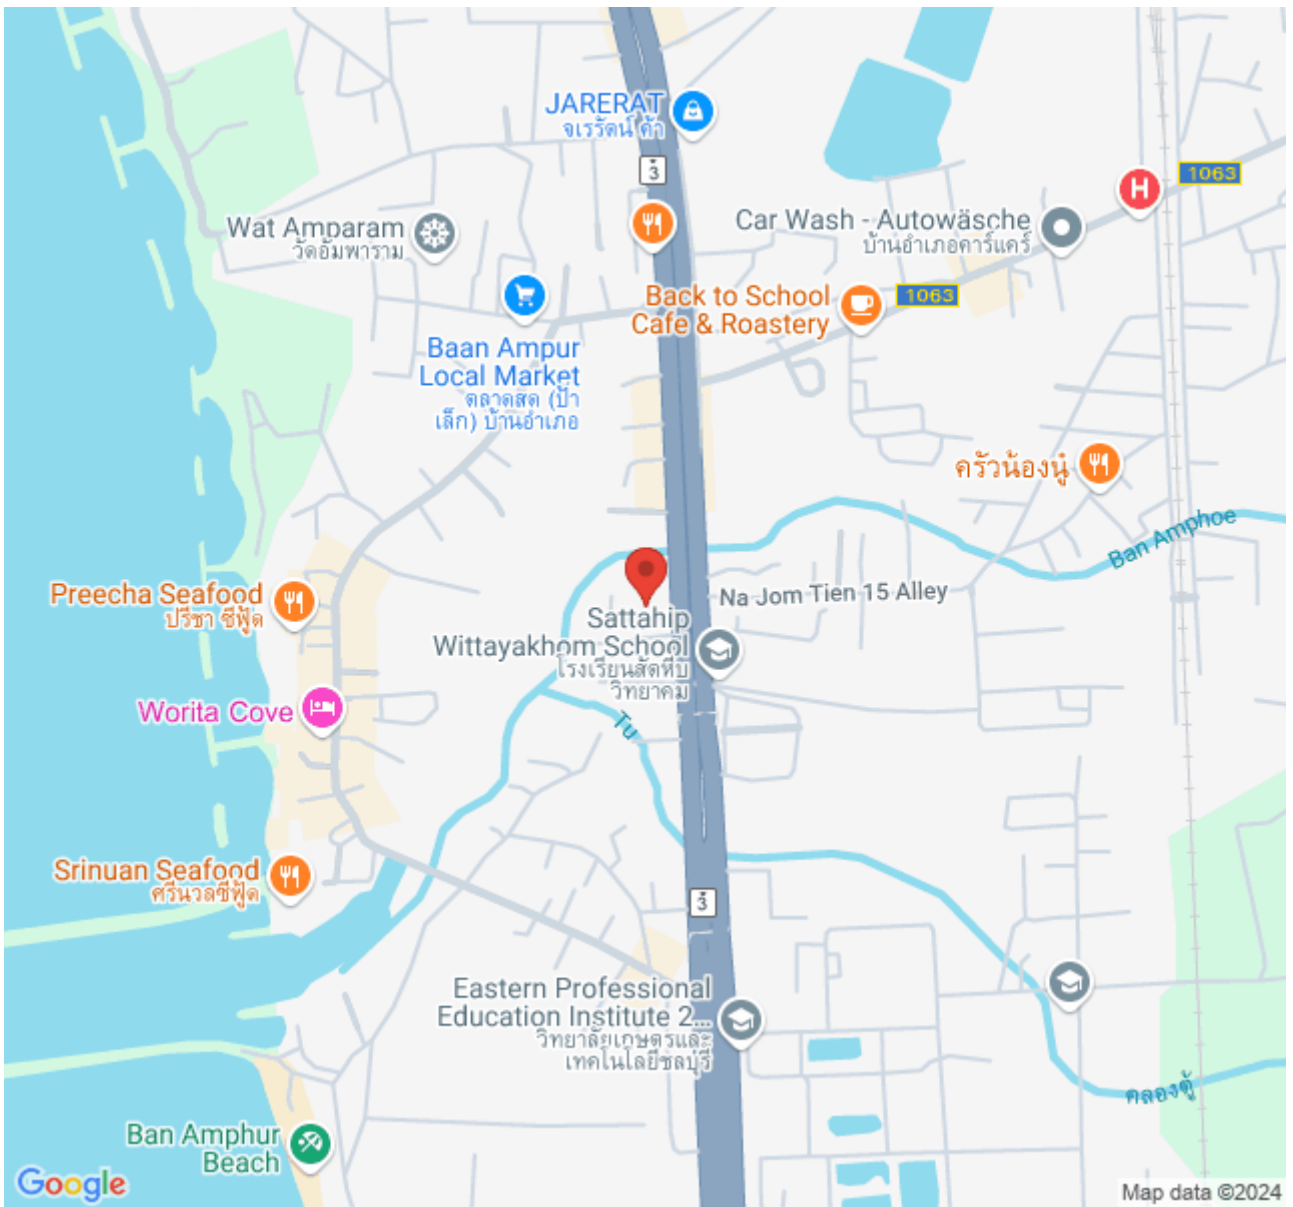 JARERAT
จเรรัตน์ ค้า
3
1063
Wat Amparam
วัดอัมพาราม
Car Wash - Autowäsche
บ้านอำเภอคาร์แคร์
Back to School
Cafe & Roastery
1063
Baan Ampur
Local Market
ตลาดสด (ป้า
เล็ก) บ้านอำเภอ
ครัวน้องนู๋
Ban Amphoe
Preecha Seafood
ปรีชา ซีฟู้ด
Na Jom Tien 15 Alley
Sattahip
Wittayakhom School
โรงเรียนสัตหีบ
วิทยาคม
Worita Cove
Tu
Srinuan Seafood
ศรีนวลซีฟู้ด
3
Eastern Professional
Education Institute 2...
วิทยาลัยเกษตรและ
เทคโนโลยีชลบุรี
คลองตู้
Ban Amphur
Beach
Google
Map data ©2024
H